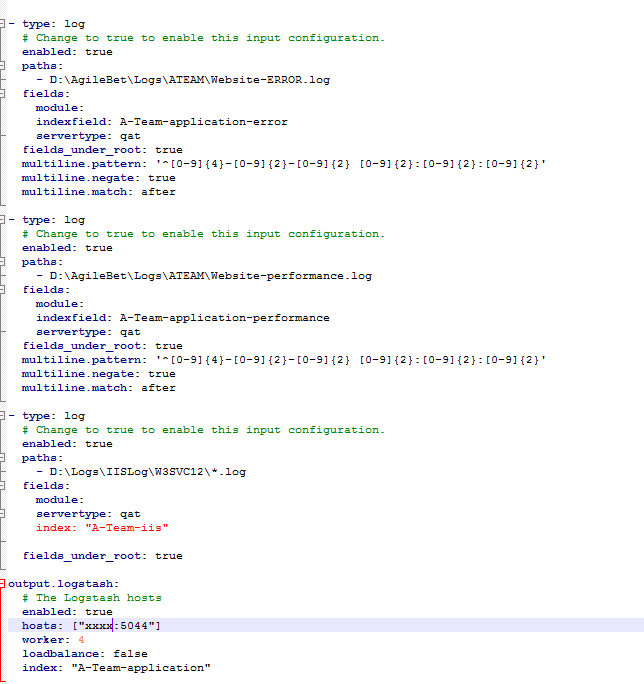 - type: log
# Change to true to enable this input configuration.
enabled: true
paths:
- D:\AgileBet\Logs\ATEAM\Website-ERROR.log
fields:
module:
indexfield: A-Team-application-error
servertype: qat
fields_under_root: true
multiline.pattern: '^[0-9]{4}-[0-9]{2}-[0-9]{2} [0-9]{2}:[0-9]{2}:[0-9]{2}'
multiline.negate: true
multiline.match: after
- type: log
# Change to true to enable this input configuration.
enabled: true
paths:
- D:\AgileBet\Logs\ATEAM\Website-performance.log
fields:
module:
indexfield: A-Team-application-performance
servertype: qat
fields_under_root: true
multiline.pattern: '^[0-9]{4}-[0-9]{2}-[0-9]{2} [0-9]{2}:[0-9]{2}:[0-9]{2}'
multiline.negate: true
multiline.match: after
- type: log
# Change to true to enable this input configuration.
enabled: true
paths:
- D:\Logs\IISLog\W3SVC12\*.log
fields:
module:
servertype: qat
index: "A-Team-iis"
fields_under_root: true
output.logstash:
# The Logstash hosts
enabled: true
hosts: ["xxxx:5044"]
worker: 4
loadbalance: false
index: "A-Team-application"